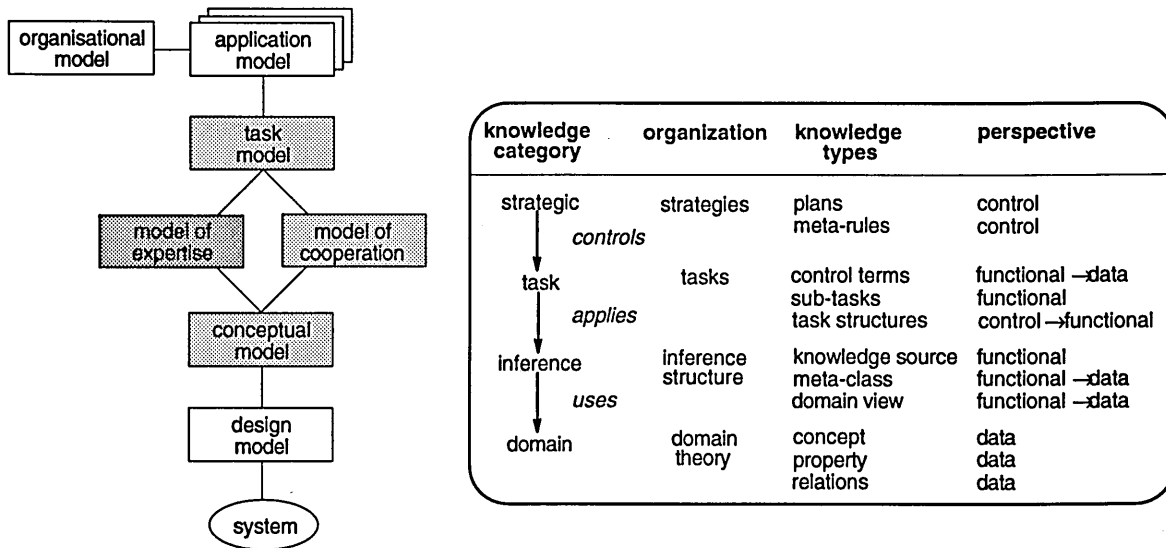 organisational
model
application
model
task
model
model of
expertise
model of
cooperation
conceptual
model
design
model
system
knowledge category organization knowledge types perspective
strategic strategies plans control
meta-rules control
controls
task tasks control terms functional →data
sub-tasks functional
applies task structures control →functional
inference inference structure knowledge source functional
meta-class functional →data
uses domain view functional →data
domain domain theory concept data
property data
relations data